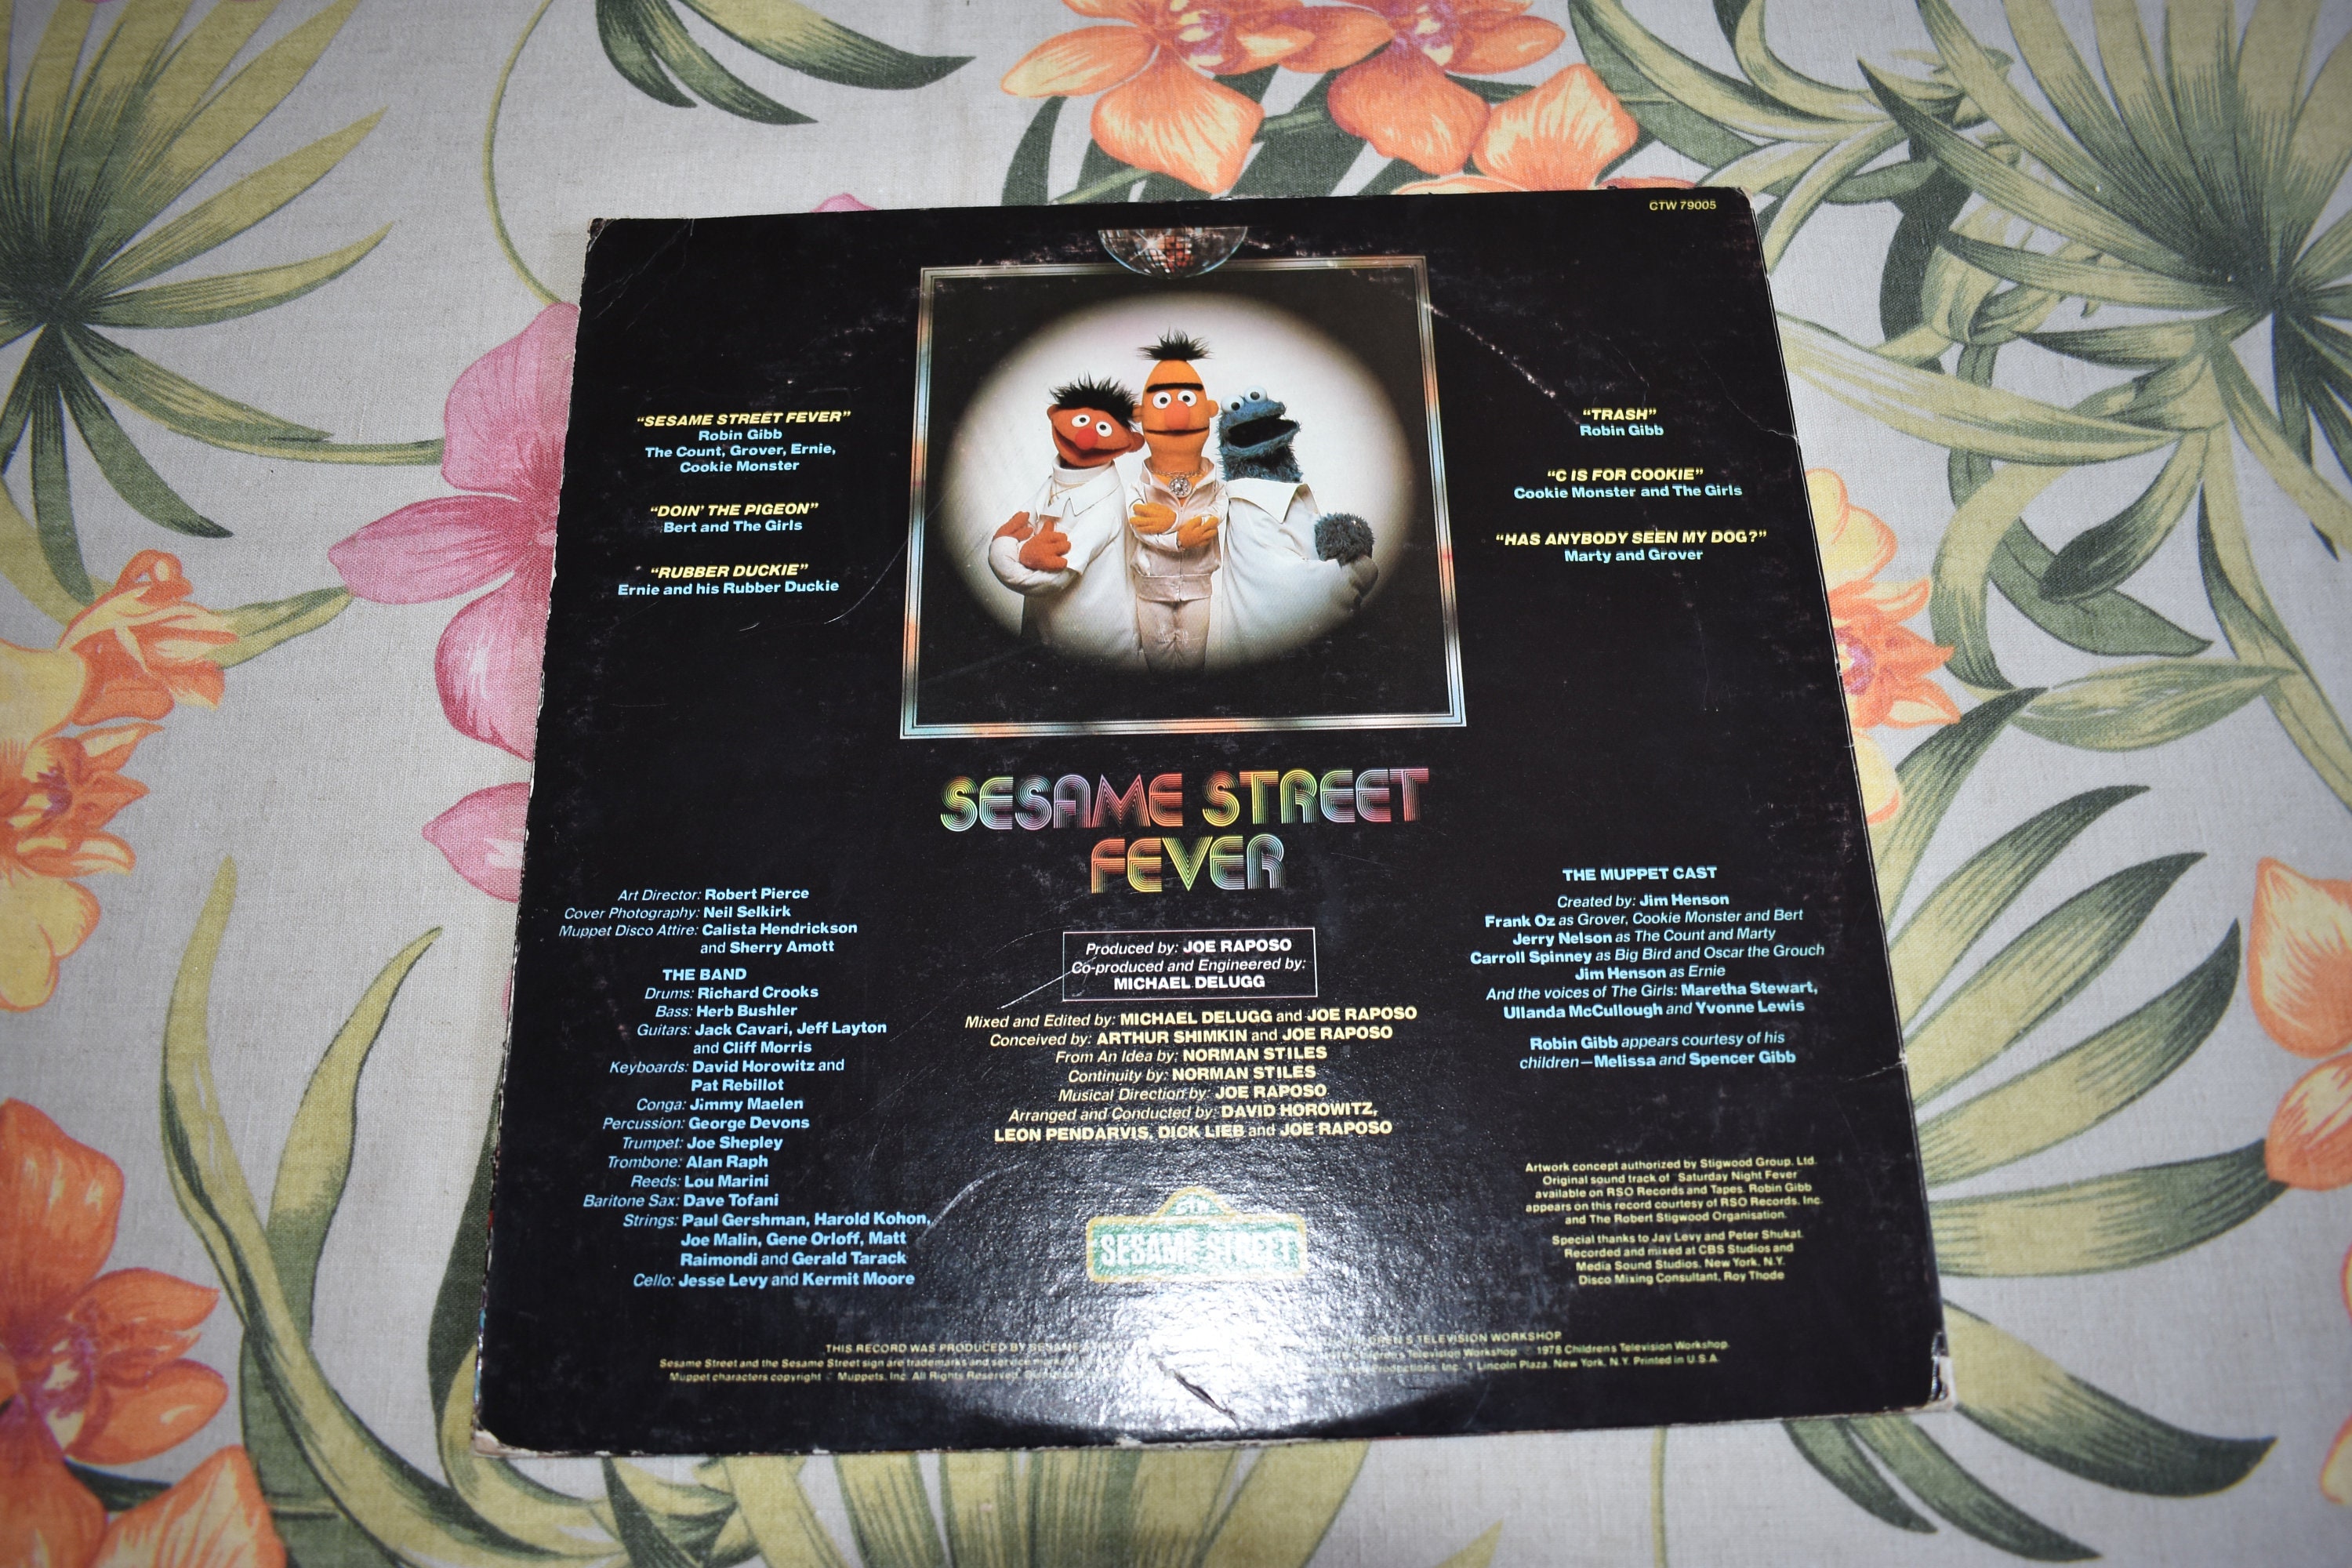 CTW 79005
“SESAME STREET FEVER”
Robin Gibb
The Count, Grover, Ernie,
Cookie Monster
“DOIN’ THE PIGEON”
Bert and The Girls
“RUBBER DUCKIE”
Ernie and his Rubber Duckie
“TRASH”
Robin Gibb
“C IS FOR COOKIE”
Cookie Monster and The Girls
“HAS ANYBODY SEEN MY DOG?”
Marty and Grover
SESAME STREET
FEVER
Art Director: Robert Pierce
Cover Photography: Neil Selkirk
Muppet Disco Attire: Calista Hendrickson
and Sherry Amott
THE BAND
Drums: Richard Crooks
Bass: Herb Bushler
Guitars: Jack Cavari, Jeff Layton
and Cliff Morris
Keyboards: David Horowitz and
Pat Rebillot
Conga: Jimmy Maelen
Percussion: George Devons
Trumpet: Joe Shepley
Trombone: Alan Raph
Reeds: Lou Marini
Baritone Sax: Dave Tofani
Strings: Paul Gershman, Harold Kohon,
Joe Malin, Gene Orloff, Matt
Raimondi and Gerald Tarack
Cello: Jesse Levy and Kermit Moore
Produced by: JOE RAPOSO
Co-produced and Engineered by:
MICHAEL DELUGG
Mixed and Edited by: MICHAEL DELUGG and JOE RAPOSO
Conceived by: ARTHUR SHIMKIN and JOE RAPOSO
From An Idea by: NORMAN STILES
Continuity by: NORMAN STILES
Musical Direction by: JOE RAPOSO
Arranged and Conducted by: DAVID HOROWITZ,
LEON PENDARVIS, DICK LIEB and JOE RAPOSO
CTW
SESAME STREET
THE MUPPET CAST
Created by: Jim Henson
Frank Oz as Grover, Cookie Monster and Bert
Jerry Nelson as The Count and Marty
Carroll Spinney as Big Bird and Oscar the Grouch
Jim Henson as Ernie
And the voices of The Girls: Maretha Stewart,
Ullanda McCullough and Yvonne Lewis
Robin Gibb appears courtesy of his
children—Melissa and Spencer Gibb
Artwork concept authorized by Stigwood Group, Ltd.
Original sound track of "Saturday Night Fever"
available on RSO Records and Tapes. Robin Gibb
appears on this record courtesy of RSO Records, Inc.
and The Robert Stigwood Organisation.
Special thanks to Jay Levy and Peter Shukat.
Recorded and mixed at CBS Studios and
Media Sound Studios, New York, N.Y.
Disco Mixing Consultant, Roy Thode
THIS RECORD WAS PRODUCED BY SESAME CHILDREN'S TELEVISION WORKSHOP
Sesame Street and the Sesame Street sign are trademarks and service marks Children's Television Workshop 1978 Children's Television Workshop.
Muppet characters copyright © Muppets, Inc. All Rights Reserved. Productions, Inc., 1 Lincoln Plaza, New York, N.Y. Printed in U.S.A.